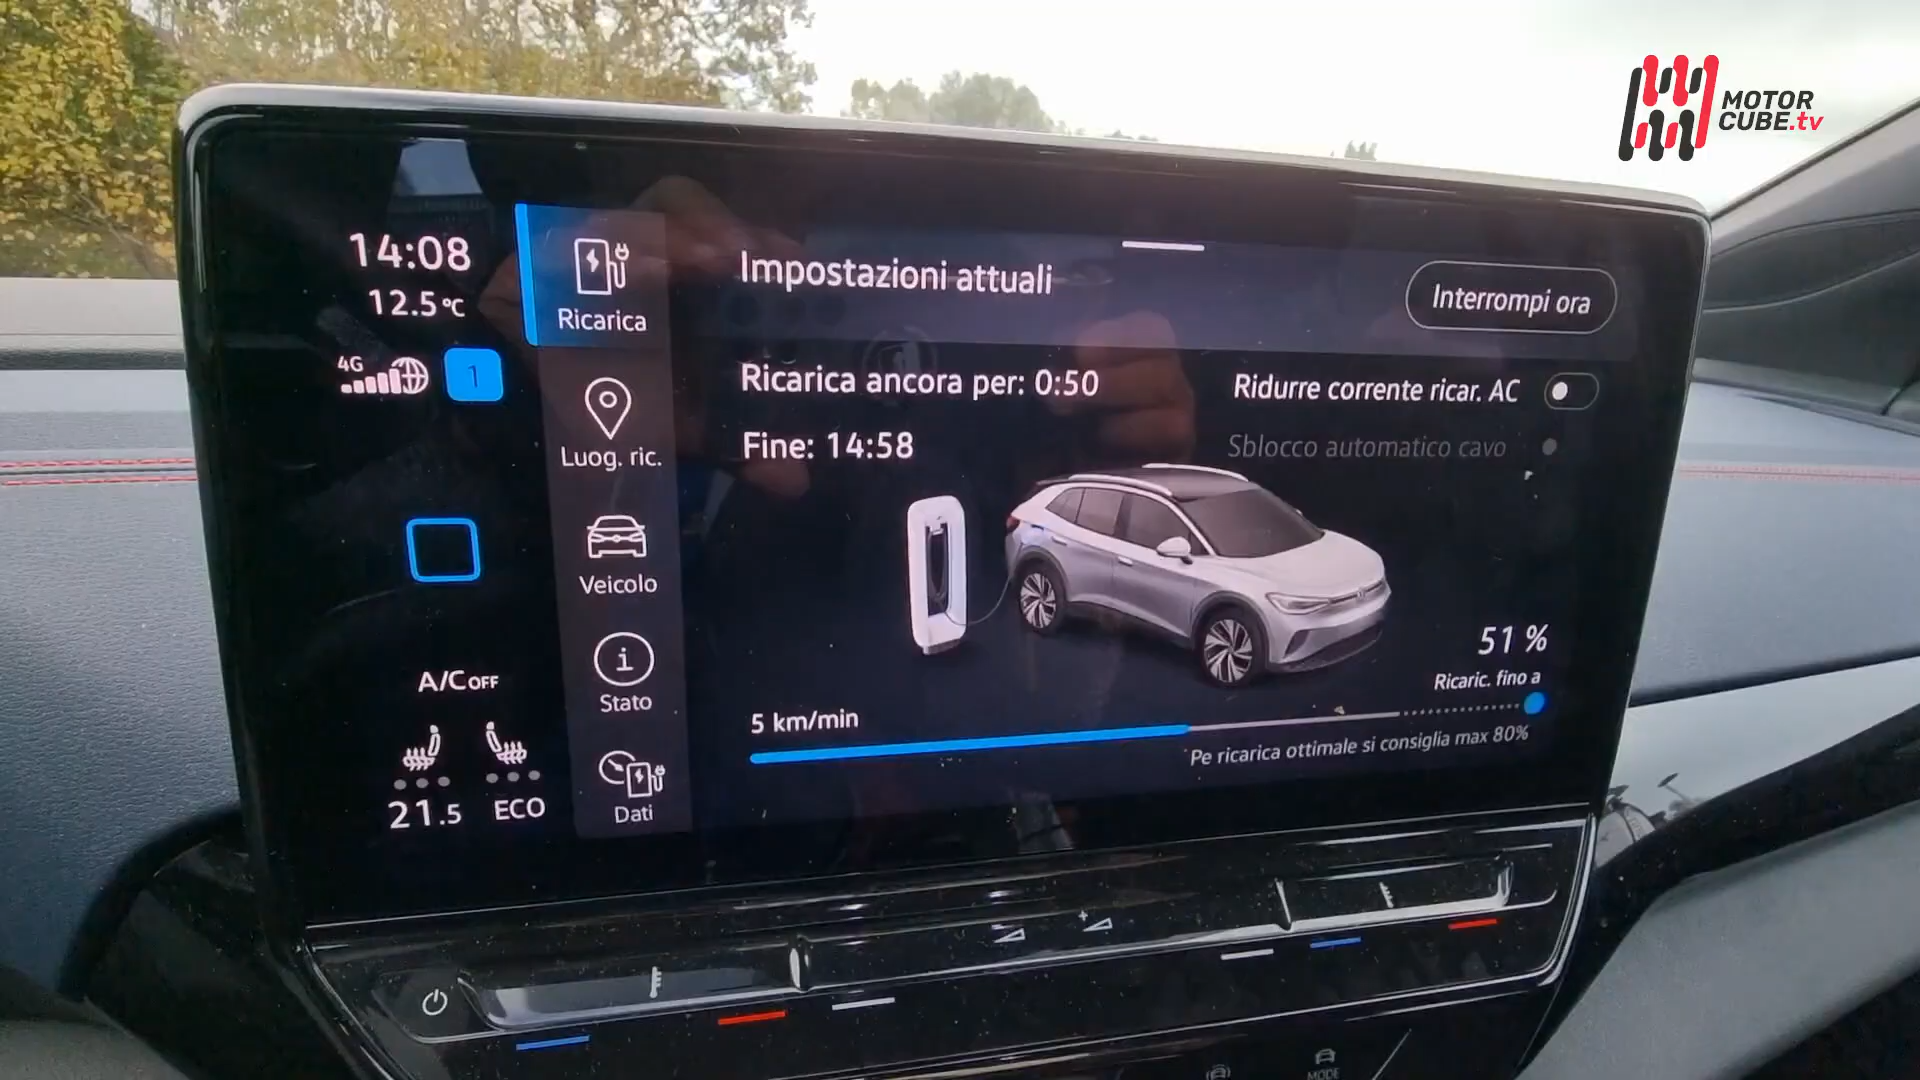 MOTOR
CUBE.tv
14:08
12.5°C
4G
1
A/C OFF
21.5
ECO
Ricarica
Luog. ric.
Veicolo
Stato
Dati
Impostazioni attuali
Interrompi ora
Ricarica ancora per: 0:50
Ridurre corrente ricar. AC
Fine: 14:58
Sblocco automatico cavo
51 %
Ricaric. fino a
5 km/min
Pe ricarica ottimale si consiglia max 80%
MODE